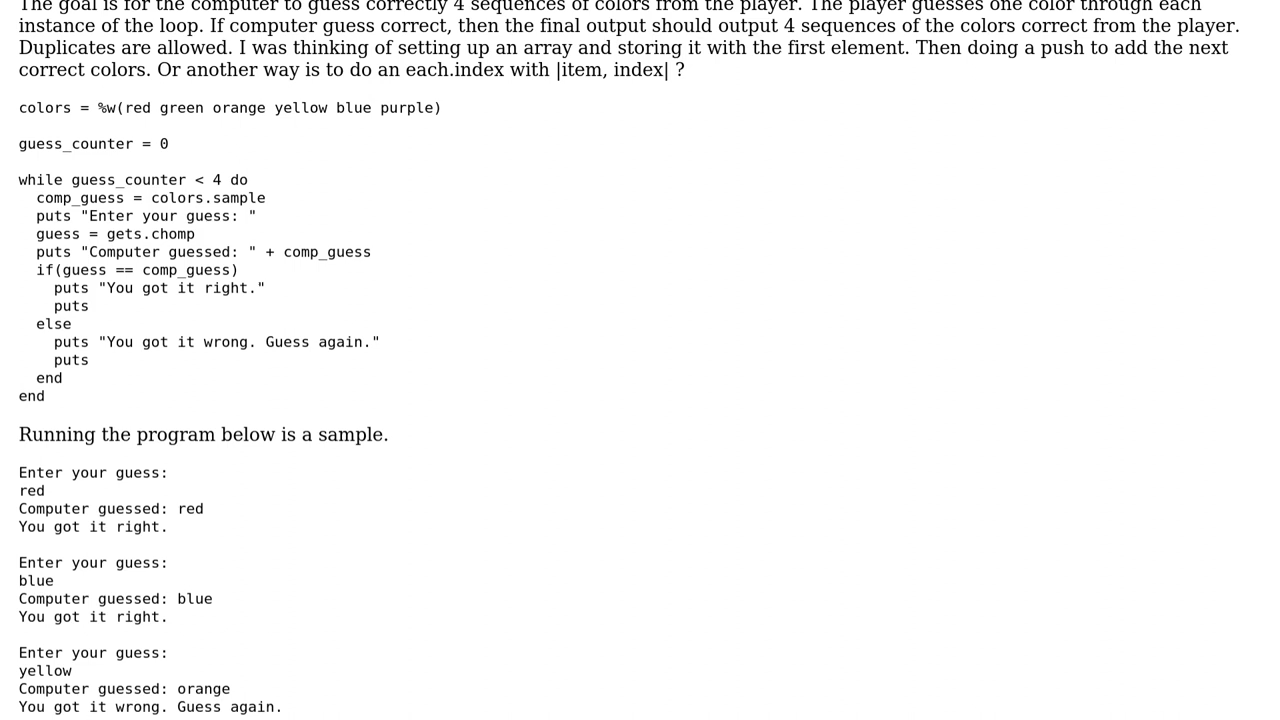 The goal is for the computer to guess correctly 4 sequences of colors from the player. The player guesses one color through each
instance of the loop. If computer guess correct, then the final output should output 4 sequences of the colors correct from the player.
Duplicates are allowed. I was thinking of setting up an array and storing it with the first element. Then doing a push to add the next
correct colors. Or another way is to do an each.index with |item, index| ?
colors = %w(red green orange yellow blue purple)
guess_counter = 0
while guess_counter < 4 do
  comp_guess = colors.sample
  puts "Enter your guess: "
  guess = gets.chomp
  puts "Computer guessed: " + comp_guess
  if(guess == comp_guess)
    puts "You got it right."
    puts
  else
    puts "You got it wrong. Guess again."
    puts
  end
end
Running the program below is a sample.
Enter your guess:
red
Computer guessed: red
You got it right.
Enter your guess:
blue
Computer guessed: blue
You got it right.
Enter your guess:
yellow
Computer guessed: orange
You got it wrong. Guess again.